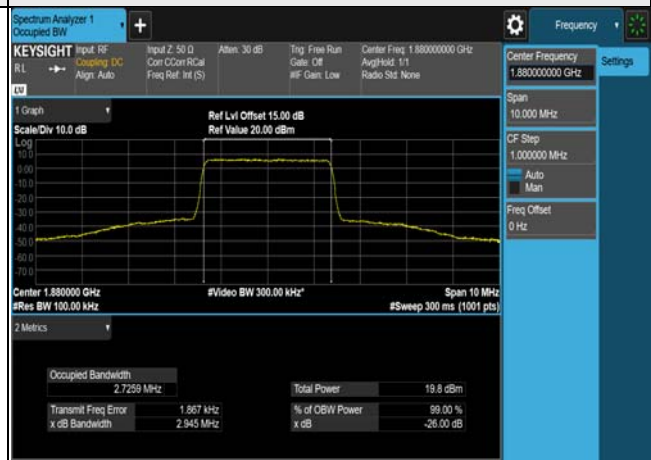 Spectrum Analyzer 1
Occupied BW
+
Frequency
KEYSIGHT
RL
Input: RF
Coupling: DC
Align: Auto
Input Z: 50 Ω
Corr CCorr RCal
Freq Ref: Int (S)
Atten: 30 dB
Trig: Free Run
Gate: Off
#IF Gain: Low
Center Freq: 1.880000000 GHz
Avg|Hold: 1/1
Radio Std: None
LV
Center Frequency
1.880000000 GHz
Settings
Span
10.000 MHz
CF Step
1.000000 MHz
Auto
Man
Freq Offset
0 Hz
1 Graph
Scale/Div 10.0 dB
Ref Lvl Offset 15.00 dB
Ref Value 20.00 dBm
Log
10.0
0.00
-10.0
-20.0
-30.0
-40.0
-50.0
-60.0
-70.0
Center 1.880000 GHz
#Res BW 100.00 kHz
#Video BW 300.00 kHz*
Span 10 MHz
#Sweep 300 ms (1001 pts)
2 Metrics
Occupied Bandwidth
2.7259 MHz
Total Power 19.8 dBm
Transmit Freq Error 1.867 kHz
% of OBW Power 99.00 %
x dB Bandwidth 2.945 MHz
x dB -26.00 dB